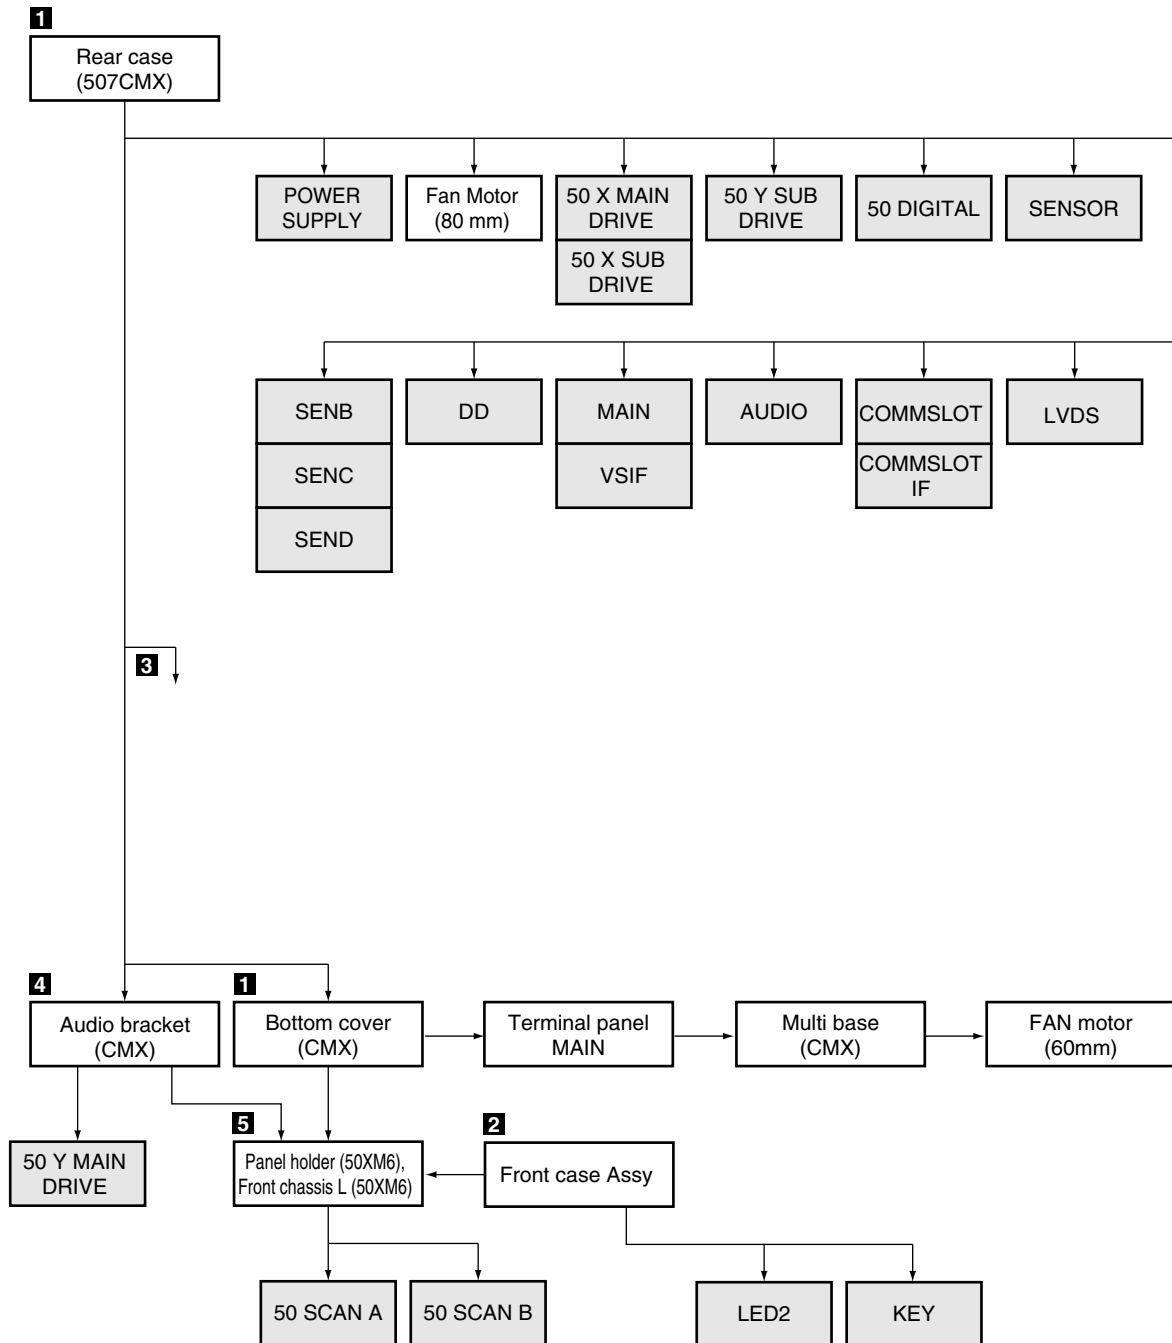 1
Rear case
(507CMX)
POWER
SUPPLY
Fan Motor
(80 mm)
50 X MAIN
DRIVE
50 X SUB
DRIVE
50 Y SUB
DRIVE
50 DIGITAL
SENSOR
SENB
SENC
SEND
DD
MAIN
VSIF
AUDIO
COMMSLOT
COMMSLOT
IF
LVDS
3
4
Audio bracket
(CMX)
1
Bottom cover
(CMX)
Terminal panel
MAIN
Multi base
(CMX)
FAN motor
(60mm)
50 Y MAIN
DRIVE
5
Panel holder (50XM6),
Front chassis L (50XM6)
2
Front case Assy
50 SCAN A
50 SCAN B
LED2
KEY